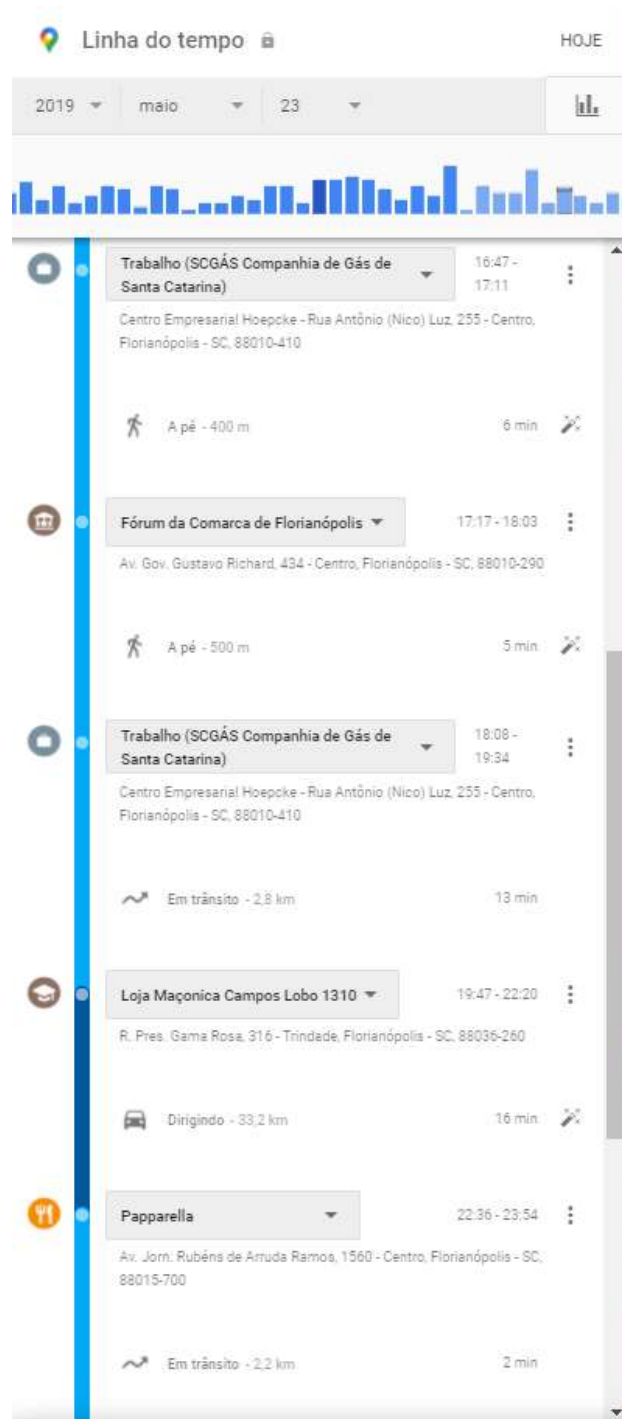 Linha do tempo
HOJE
2019
maio
23
Trabalho (SCGÁS Companhia de Gás de
Santa Catarina)
16:47 -
17:11
Centro Empresarial Hoepcke - Rua Antônio (Nico) Luz, 255 - Centro,
Florianópolis - SC, 88010-410
A pé - 400 m
6 min
Fórum da Comarca de Florianópolis
17:17 - 18:03
Av. Gov. Gustavo Richard, 434 - Centro, Florianópolis - SC, 88010-290
A pé - 500 m
5 min
Trabalho (SCGÁS Companhia de Gás de
Santa Catarina)
18:08 -
19:34
Centro Empresarial Hoepcke - Rua Antônio (Nico) Luz, 255 - Centro,
Florianópolis - SC, 88010-410
Em trânsito - 2,8 km
13 min
Loja Maçonica Campos Lobo 1310
19:47 - 22:20
R. Pres. Gama Rosa, 316 - Trindade, Florianópolis - SC, 88036-260
Dirigindo - 33,2 km
16 min
Papparella
22:36 - 23:54
Av. Jorn. Rubéns de Arruda Ramos, 1560 - Centro, Florianópolis - SC,
88015-700
Em trânsito - 2,2 km
2 min